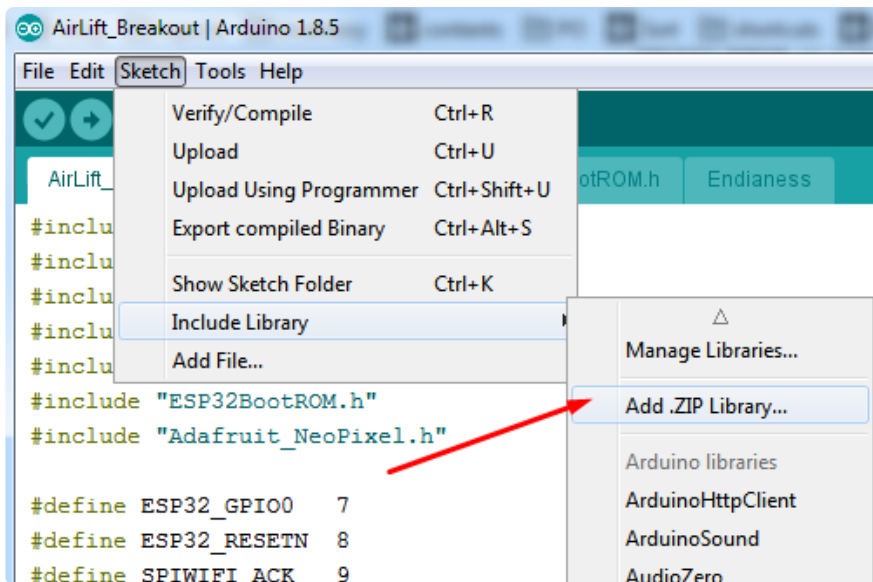 AirLift_Breakout | Arduino 1.8.5
File Edit Sketch Tools Help
Verify/Compile Ctrl+R
Upload Ctrl+U
Upload Using Programmer Ctrl+Shift+U
Export compiled Binary Ctrl+Alt+S
Show Sketch Folder Ctrl+K
Include Library
Add File...
Manage Libraries...
Add .ZIP Library...
Arduino libraries
ArduinoHttpClient
ArduinoSound
AudioZero
AirLift_ otROM.h Endianess
#inclu
#inclu
#inclu
#inclu
#inclu
#include "ESP32BootROM.h"
#include "Adafruit_NeoPixel.h"
#define ESP32_GPIO0 7
#define ESP32_RESETN 8
#define SPIWIFI_ACK 9